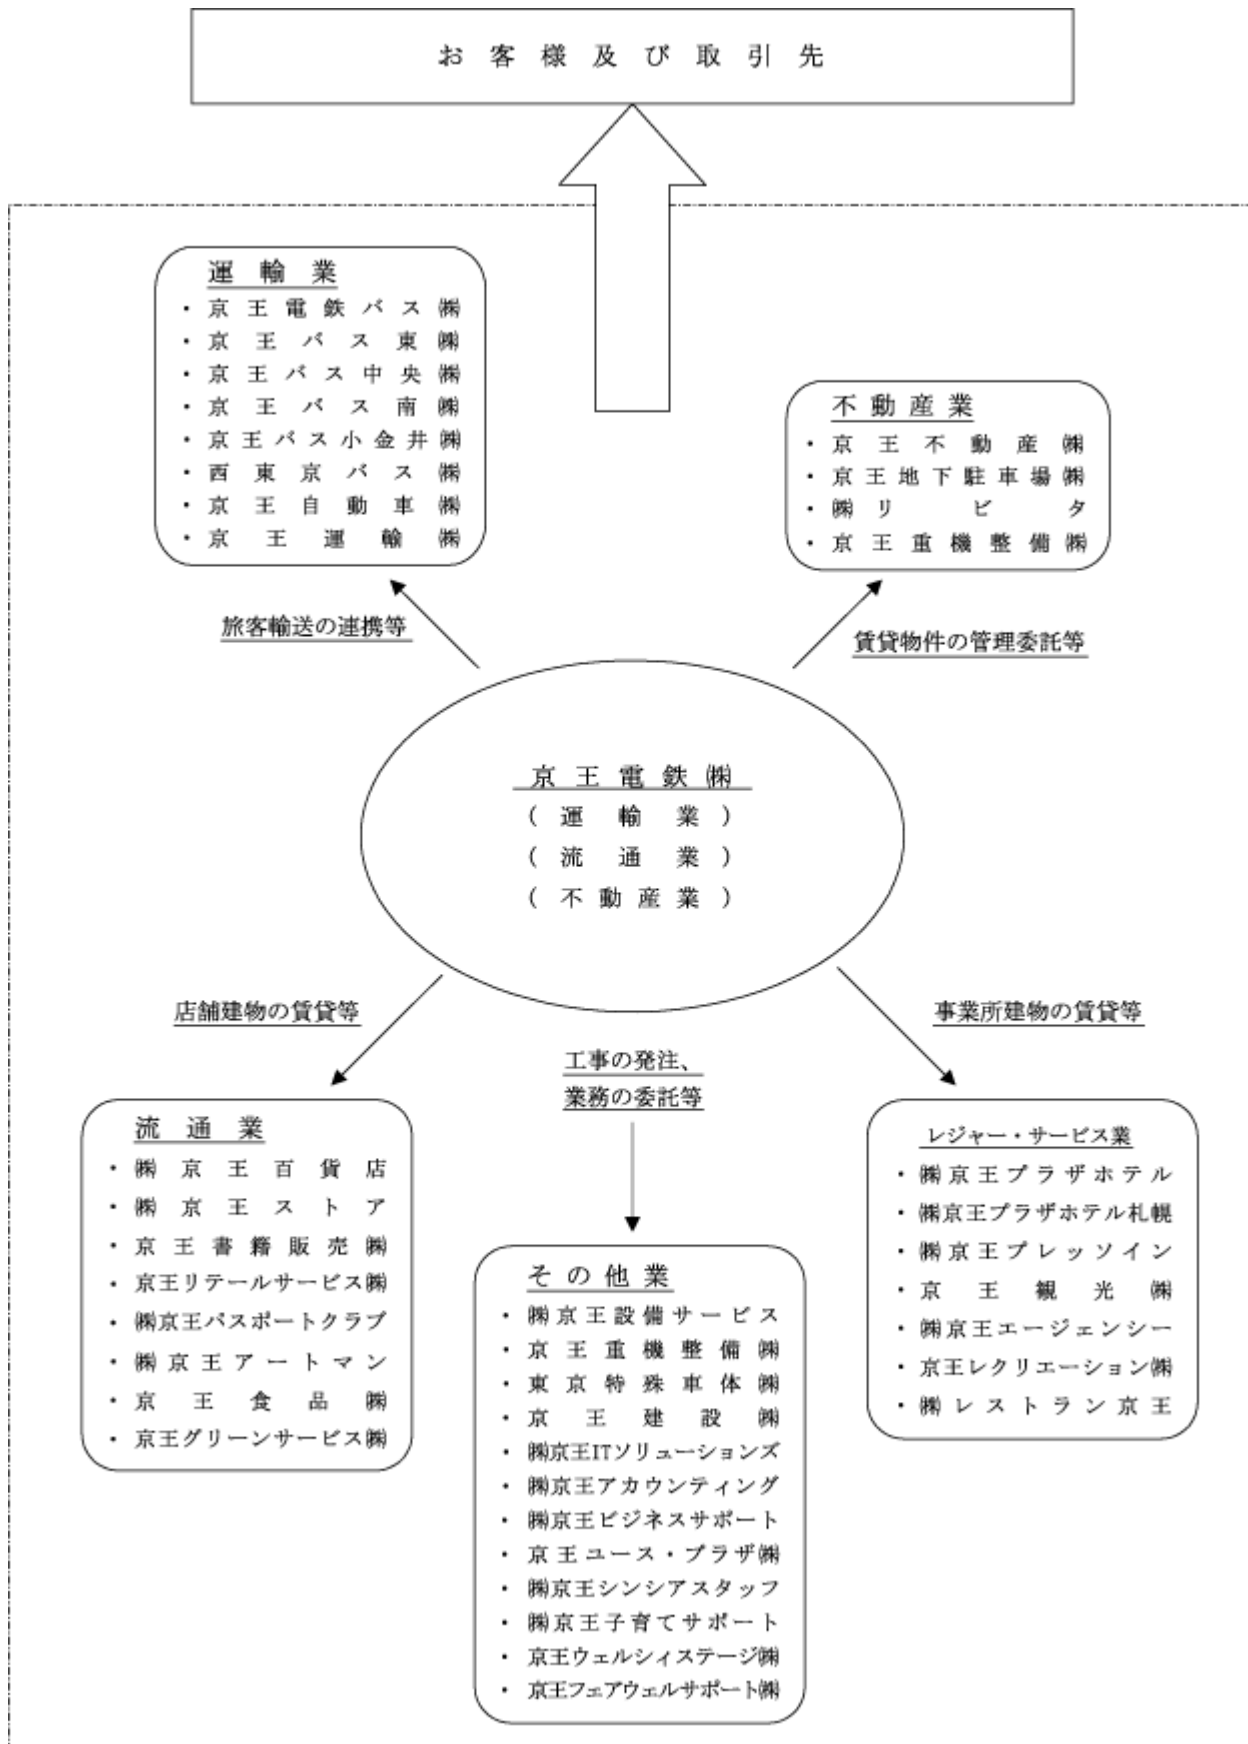 お客様及び取引先
運輸業
・京王電鉄バス㈱
・京王バス東㈱
・京王バス中央㈱
・京王バス南㈱
・京王バス小金井㈱
・西東京バス㈱
・京王自動車㈱
・京王運輸㈱
不動産業
・京王不動産㈱
・京王地下駐車場㈱
・㈱リビタ
・京王重機整備㈱
旅客輸送の連携等
賃貸物件の管理委託等
京王電鉄㈱
(運輸業)
(流通業)
(不動産業)
店舗建物の賃貸等
工事の発注、
業務の委託等
事業所建物の賃貸等
流通業
・㈱京王百貨店
・㈱京王ストア
・京王書籍販売㈱
・京王リテールサービス㈱
・㈱京王パスポートクラブ
・㈱京王アートマン
・京王食品㈱
・京王グリーンサービス㈱
その他業
・㈱京王設備サービス
・京王重機整備㈱
・東京特殊車体㈱
・京王建設㈱
・㈱京王ITソリューションズ
・㈱京王アカウンティング
・㈱京王ビジネスサポート
・京王ユース・プラザ㈱
・㈱京王シンシアスタッフ
・㈱京王子育てサポート
・京王ウェルシィステージ㈱
・京王フェアウェルサポート㈱
レジャー・サービス業
・㈱京王プラザホテル
・㈱京王プラザホテル札幌
・㈱京王プレッソイン
・京王観光㈱
・㈱京王エージェンシー
・京王レクリエーション㈱
・㈱レストラン京王